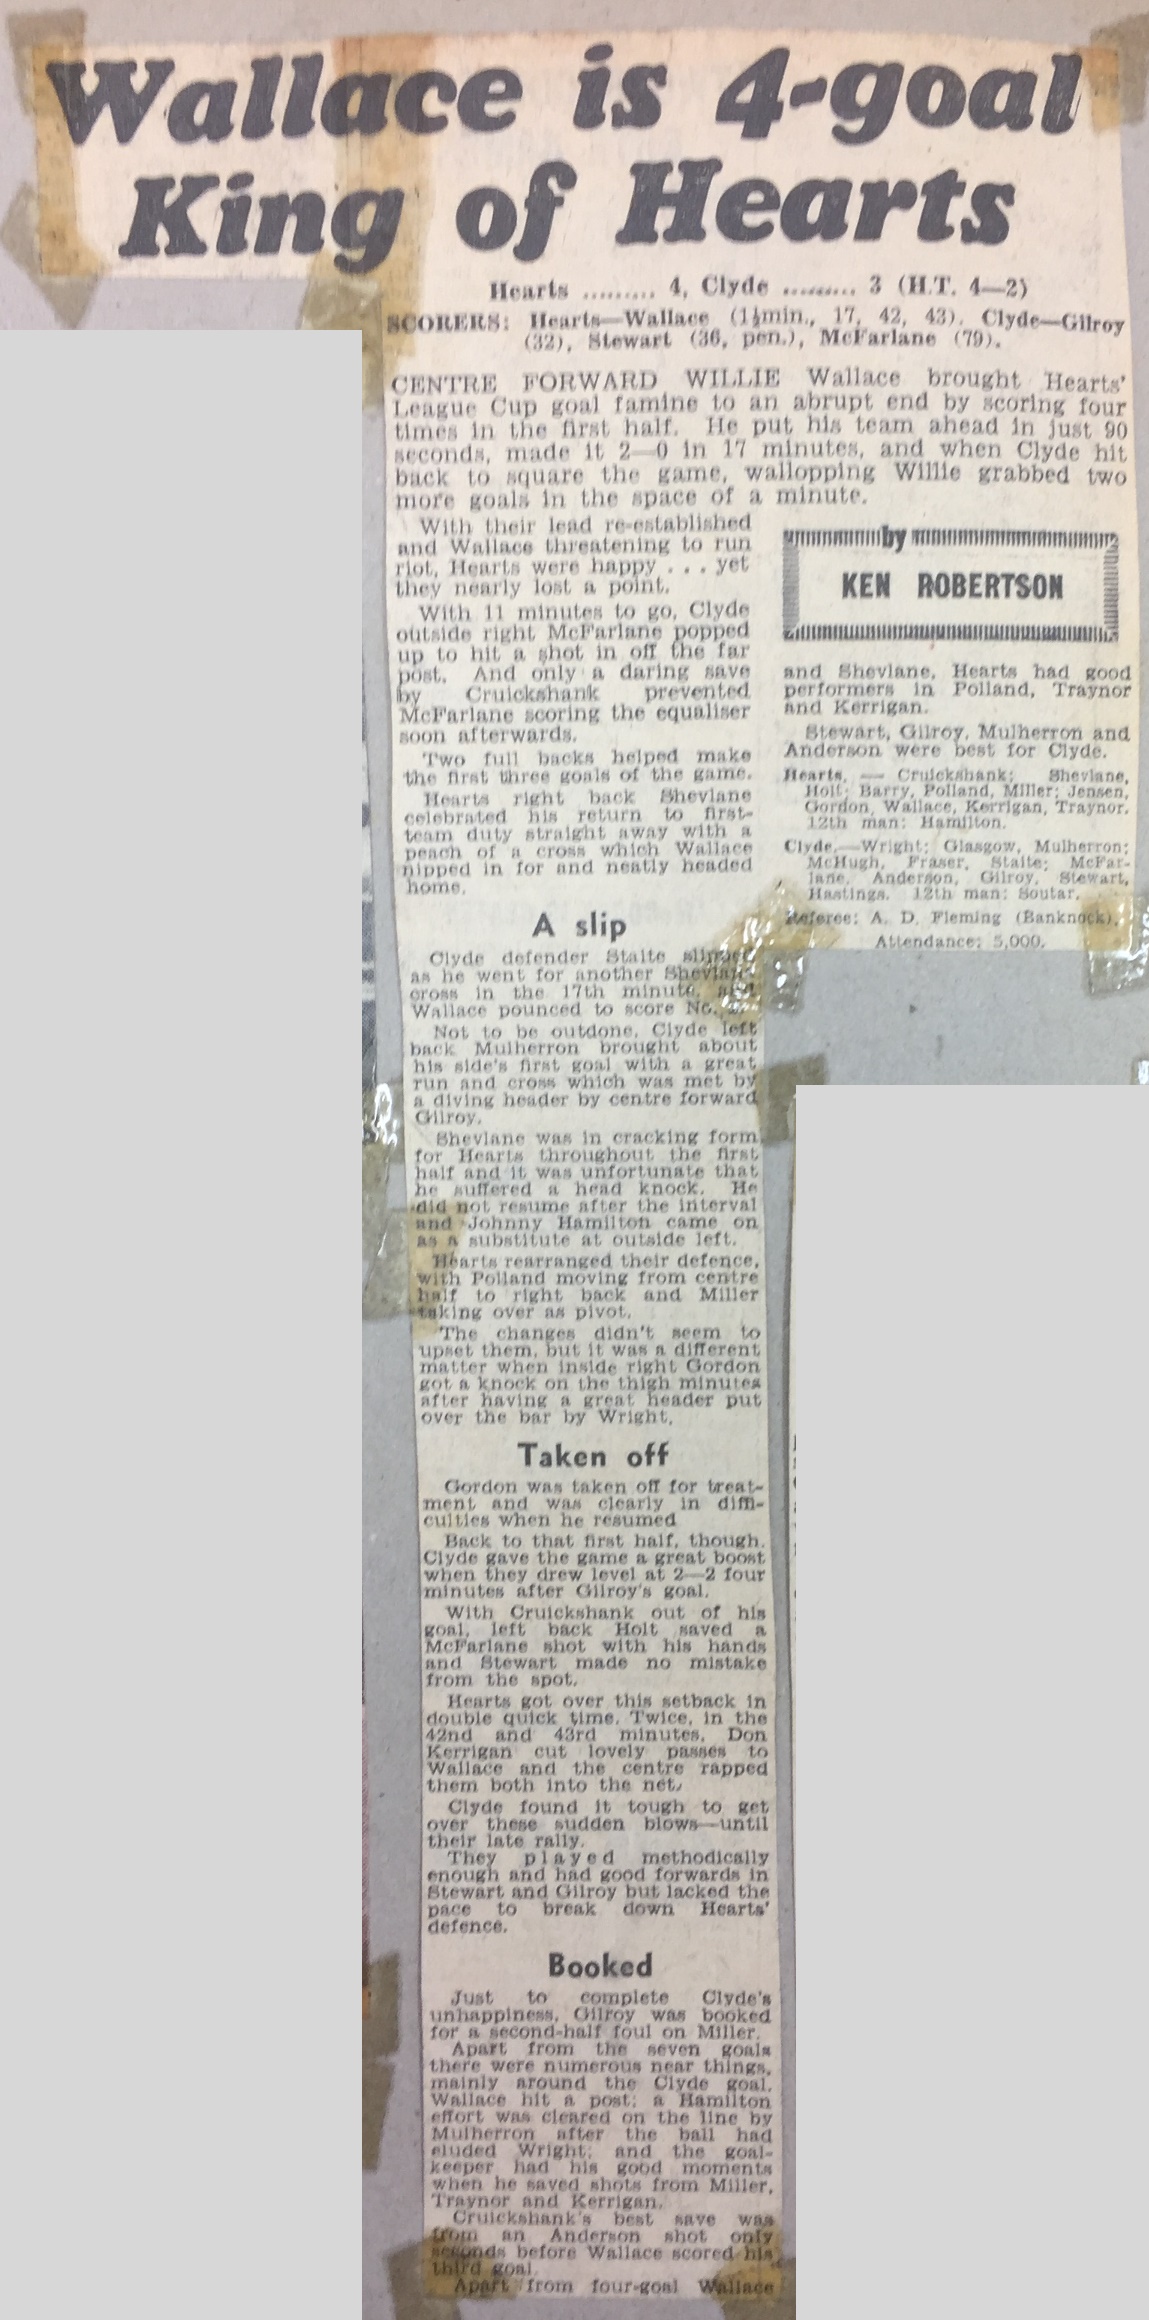 Wallace is 4-goal
King of Hearts
Hearts ......... 4, Clyde ......... 3 (H.T. 4—2)
SCORERS: Hearts—Wallace (1½min., 17, 42, 43). Clyde—Gilroy
(32), Stewart (36, pen.), McFarlane (79).
CENTRE FORWARD WILLIE Wallace brought Hearts'
League Cup goal famine to an abrupt end by scoring four
times in the first half. He put his team ahead in just 90
seconds, made it 2—0 in 17 minutes, and when Clyde hit
back to square the game, walloping Willie grabbed two
more goals in the space of a minute.
With their lead re-established
and Wallace threatening to run
riot, Hearts were happy . . . yet
they nearly lost a point.
With 11 minutes to go, Clyde
outside right McFarlane popped
up to hit a shot in off the far
post. And only a daring save
by Cruickshank prevented
McFarlane scoring the equaliser
soon afterwards.
Two full backs helped make
the first three goals of the game.
Hearts right back Shevlane
celebrated his return to first-
team duty straight away with a
peach of a cross which Wallace
nipped in for and neatly headed
home.
A slip
Clyde defender Staite slipped
as he went for another Shevlane
cross in the 17th minute, and
Wallace pounced to score No.
Not to be outdone, Clyde left
back Mulherron brought about
his side's first goal with a great
run and cross which was met by
a diving header by centre forward
Gilroy.
Shevlane was in cracking form
for Hearts throughout the first
half and it was unfortunate that
he suffered a head knock. He
did not resume after the interval
and Johnny Hamilton came on
as a substitute at outside left.
Hearts rearranged their defence,
with Polland moving from centre
half to right back and Miller
taking over as pivot.
The changes didn't seem to
upset them, but it was a different
matter when inside right Gordon
got a knock on the thigh minutes
after having a great header put
over the bar by Wright.
Taken off
Gordon was taken off for treat-
ment and was clearly in diffi-
culties when he resumed
Back to that first half, though.
Clyde gave the game a great boost
when they drew level at 2—2 four
minutes after Gilroy's goal.
With Cruickshank out of his
goal, left back Holt saved a
McFarlane shot with his hands
and Stewart made no mistake
from the spot.
Hearts got over this setback in
double quick time. Twice, in the
42nd and 43rd minutes, Don
Kerrigan cut lovely passes to
Wallace and the centre rapped
them both into the net.
Clyde found it tough to get
over these sudden blows—until
their late rally.
They played methodically
enough and had good forwards in
Stewart and Gilroy but lacked the
pace to break down Hearts'
defence.
Booked
Just to complete Clyde's
unhappiness, Gilroy was booked
for a second-half foul on Miller.
Apart from the seven goals
there were numerous near things,
mainly around the Clyde goal.
Wallace hit a post; a Hamilton
effort was cleared on the line by
Mulherron after the ball had
eluded Wright; and the goal-
keeper had his good moments
when he saved shots from Miller,
Traynor and Kerrigan.
Cruickshank's best save was
from an Anderson shot only
seconds before Wallace scored his
third goal.
Apart from four-goal Wallace
by
KEN ROBERTSON
and Shevlane, Hearts had good
performers in Polland, Traynor
and Kerrigan.
Stewart, Gilroy, Mulherron and
Anderson were best for Clyde.
Hearts. — Cruickshank; Shevlane,
Holt; Barry, Polland, Miller; Jensen,
Gordon, Wallace, Kerrigan, Traynor.
12th man: Hamilton.
Clyde.—Wright; Glasgow, Mulherron;
McHugh, Fraser, Staite; McFar-
lane, Anderson, Gilroy, Stewart,
Hastings. 12th man: Soutar.
Referee: A. D. Fleming (Banknock).
Attendance: 5,000.